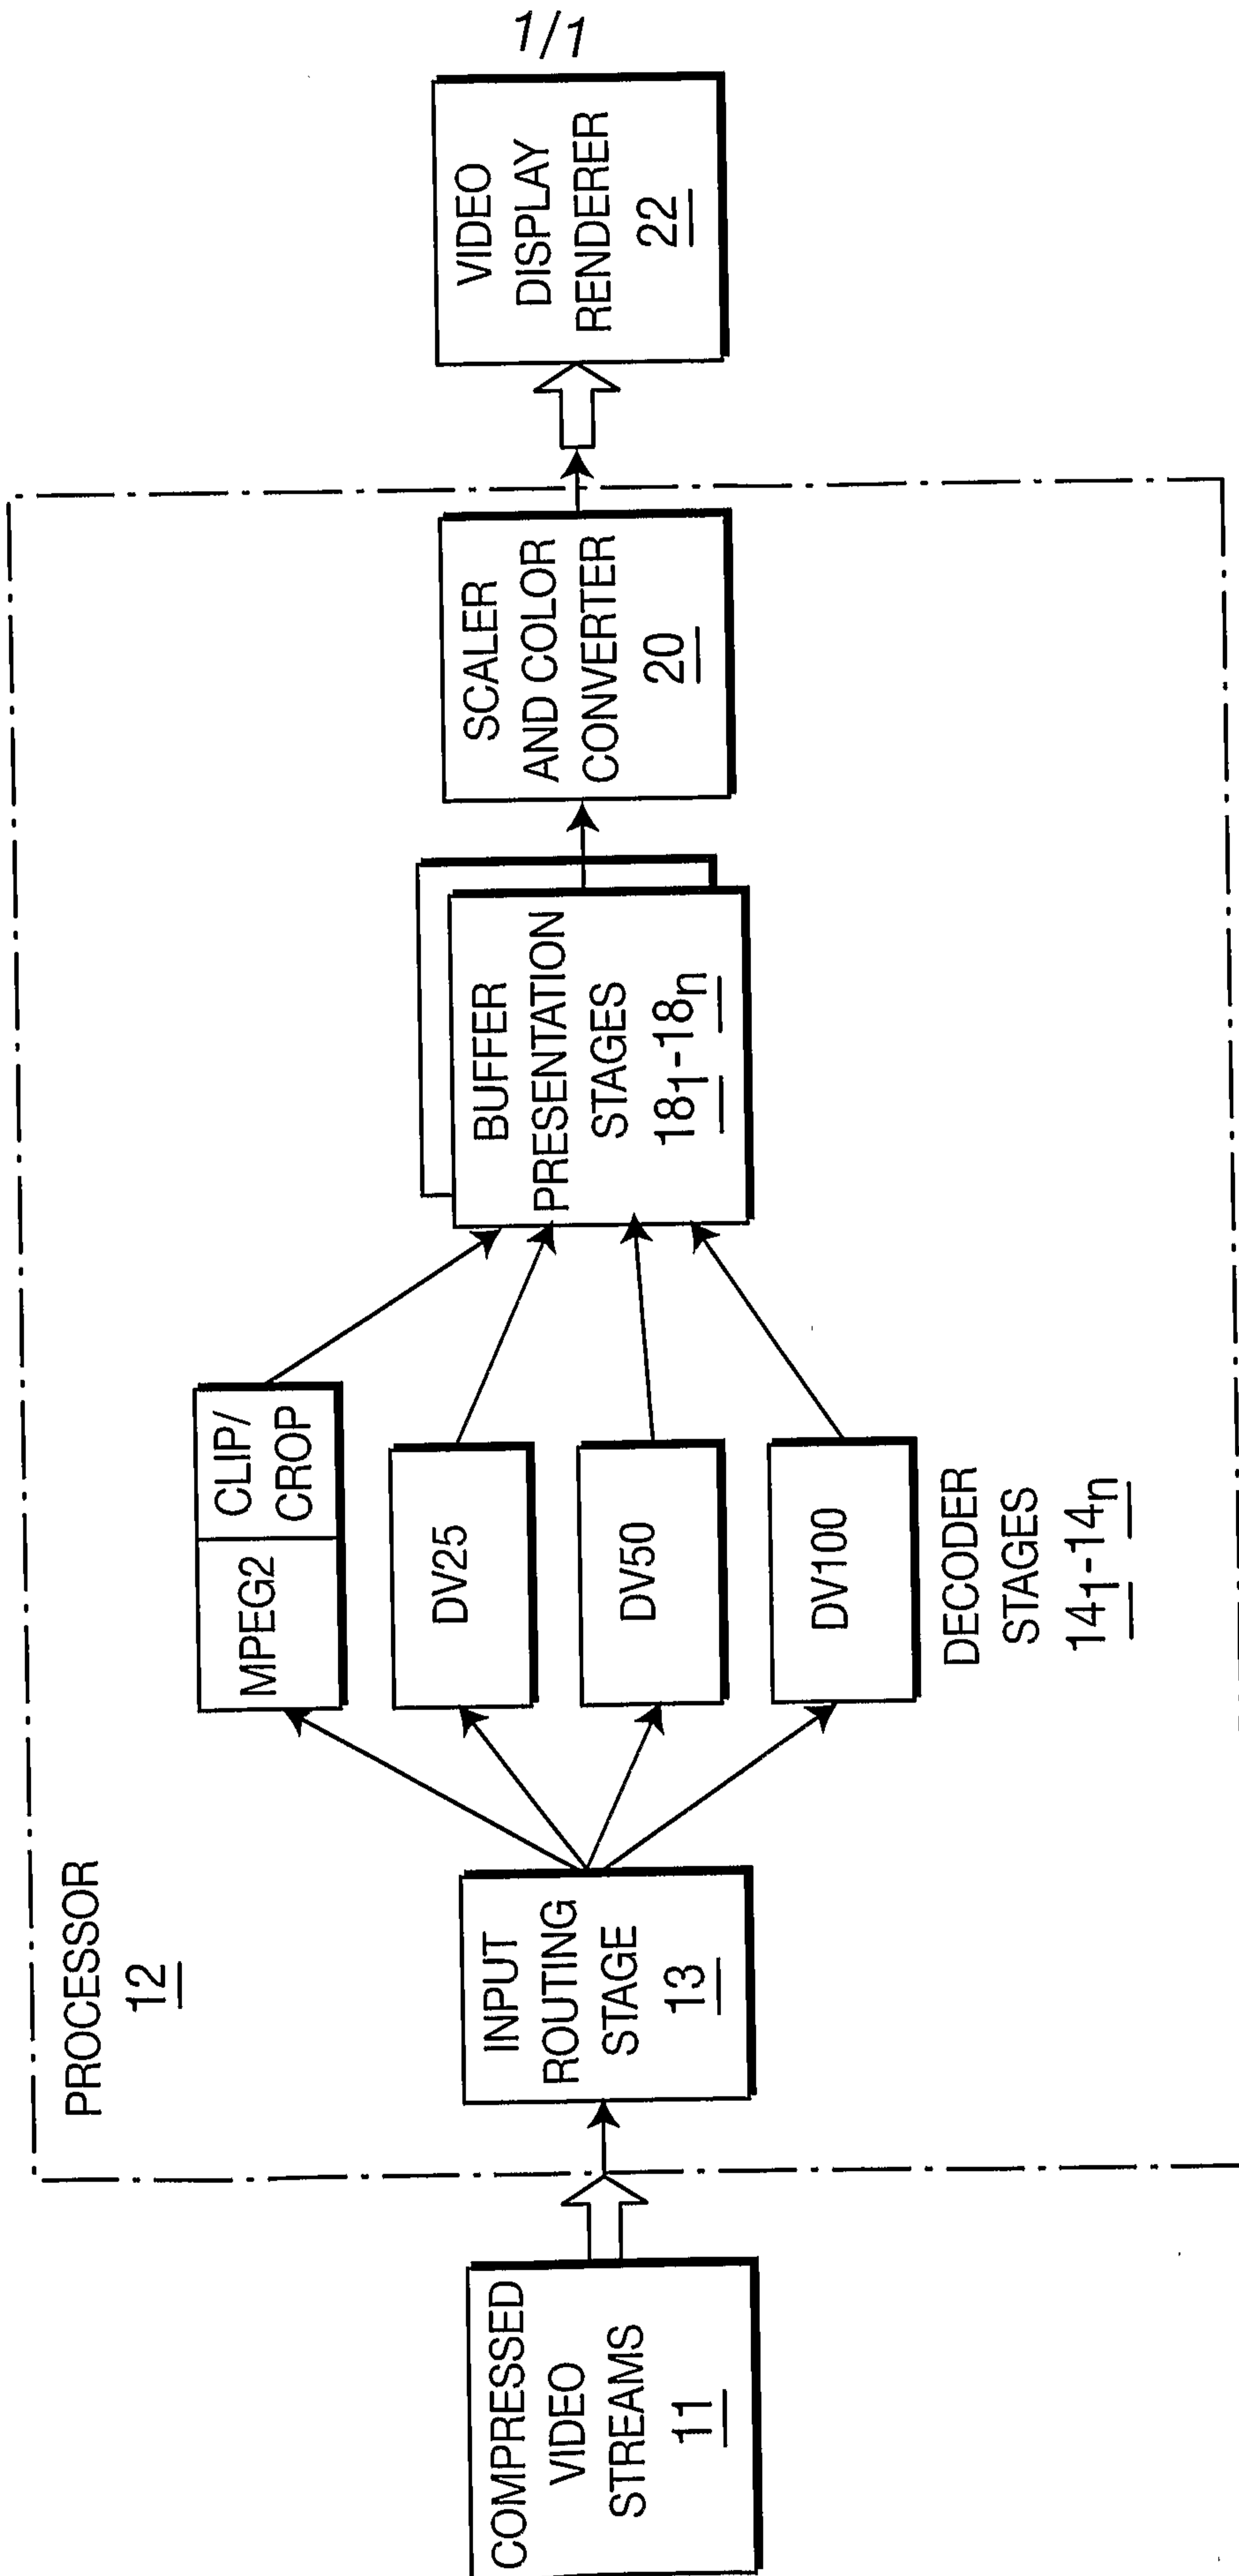 1/1
PROCESSOR
12
COMPRESSED
VIDEO
STREAMS
11
INPUT
ROUTING
STAGE
13
MPEG2
CLIP/
CROP
DV25
DV50
DV100
DECODER
STAGES
14₁-14ₙ
BUFFER
PRESENTATION
STAGES
18₁-18ₙ
SCALER
AND COLOR
CONVERTER
20
VIDEO
DISPLAY
RENDERER
22